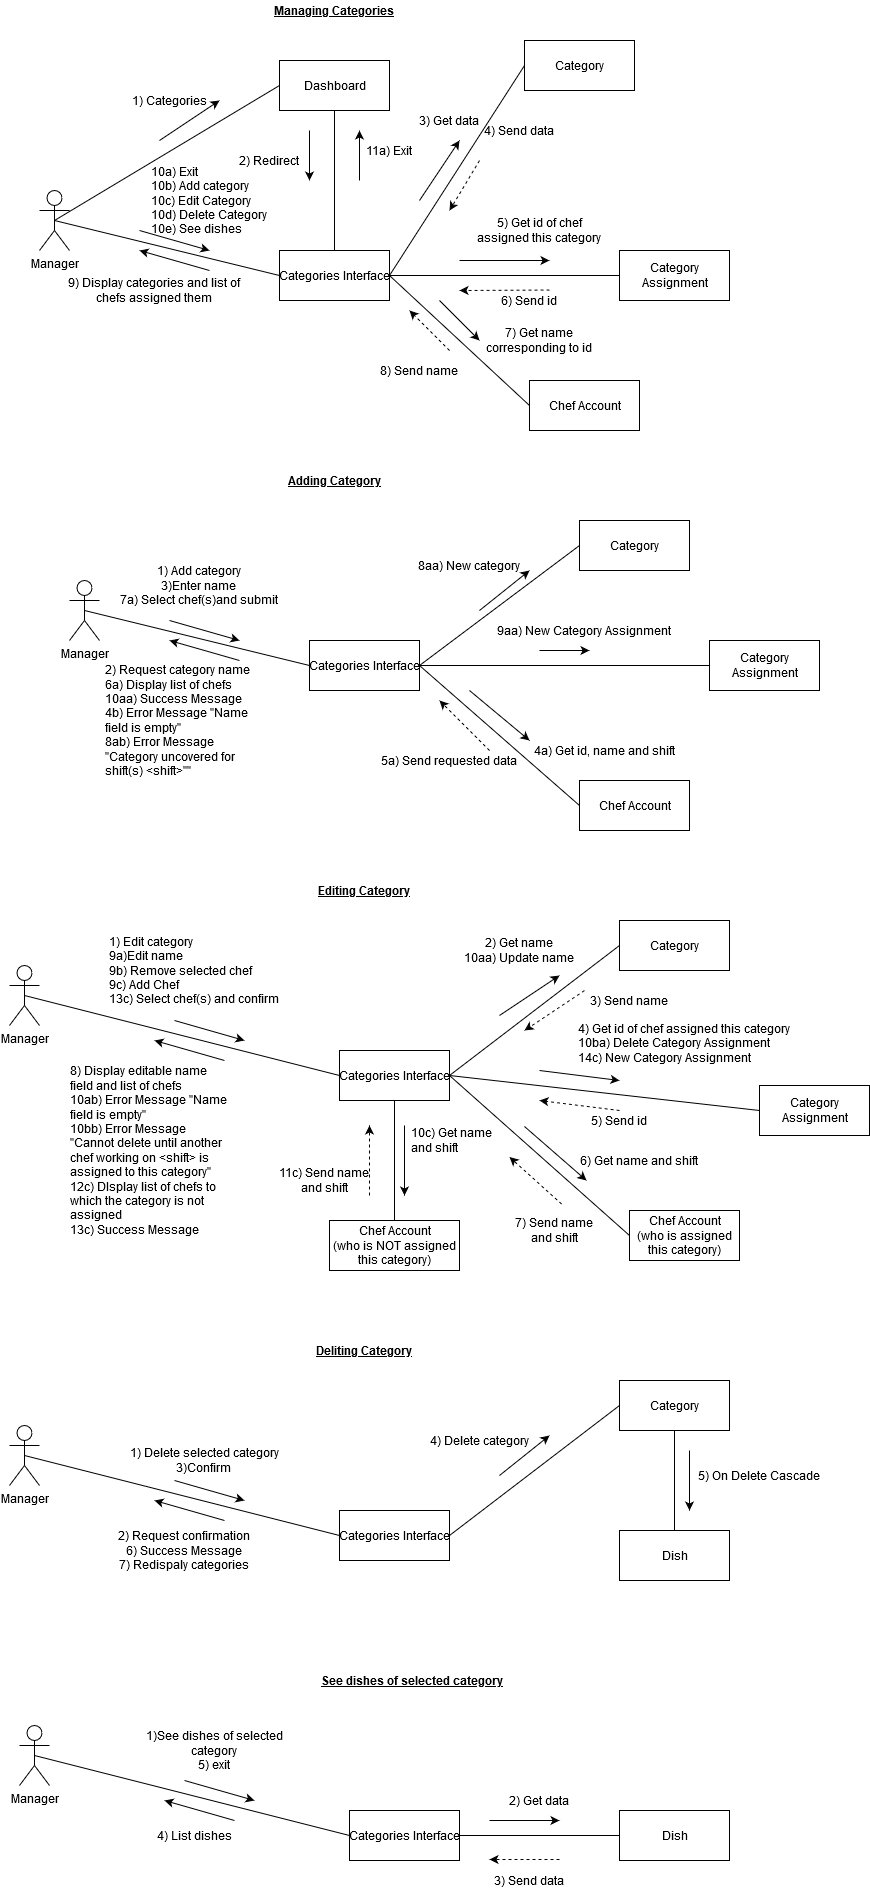 Managing Categories
Category
Dashboard
1) Categories
3) Get data
4) Send data
2) Redirect
11a) Exit
10a) Exit
10b) Add category
10c) Edit Category
10d) Delete Category
10e) See dishes
Manager
Categories Interface
9) Display categories and list of
chefs assigned them
5) Get id of chef
assigned this category
Category
Assignment
6) Send id
7) Get name
corresponding to id
8) Send name
Chef Account
Adding Category
Category
8aa) New category
1) Add category
3)Enter name
7a) Select chef(s)and submit
9aa) New Category Assignment
Manager
Categories Interface
Category
Assignment
2) Request category name
6a) Display list of chefs
10aa) Success Message
4b) Error Message "Name
field is empty"
8ab) Error Message
"Category uncovered for
shift(s) <shift>""
4a) Get id, name and shift
5a) Send requested data
Chef Account
Editing Category
1) Edit category
9a)Edit name
9b) Remove selected chef
9c) Add Chef
13c) Select chef(s) and confirm
2) Get name
10aa) Update name
Category
3) Send name
Manager
4) Get id of chef assigned this category
10ba) Delete Category Assignment
14c) New Category Assignment
Categories Interface
8) Display editable name
field and list of chefs
10ab) Error Message "Name
field is empty"
10bb) Error Message
"Cannot delete until another
chef working on <shift> is
assigned to this category"
12c) DIsplay list of chefs to
which the category is not
assigned
13c) Success Message
Category
Assignment
5) Send id
10c) Get name
and shift
11c) Send name
and shift
6) Get name and shift
7) Send name
and shift
Chef Account
(who is NOT assigned
this category)
Chef Account
(who is assigned
this category)
Deliting Category
Category
4) Delete category
1) Delete selected category
3)Confirm
Manager
5) On Delete Cascade
Categories Interface
2) Request confirmation
6) Success Message
7) Redispaly categories
Dish
See dishes of selected category
1)See dishes of selected
category
5) exit
Manager
2) Get data
4) List dishes
Categories Interface
Dish
3) Send data